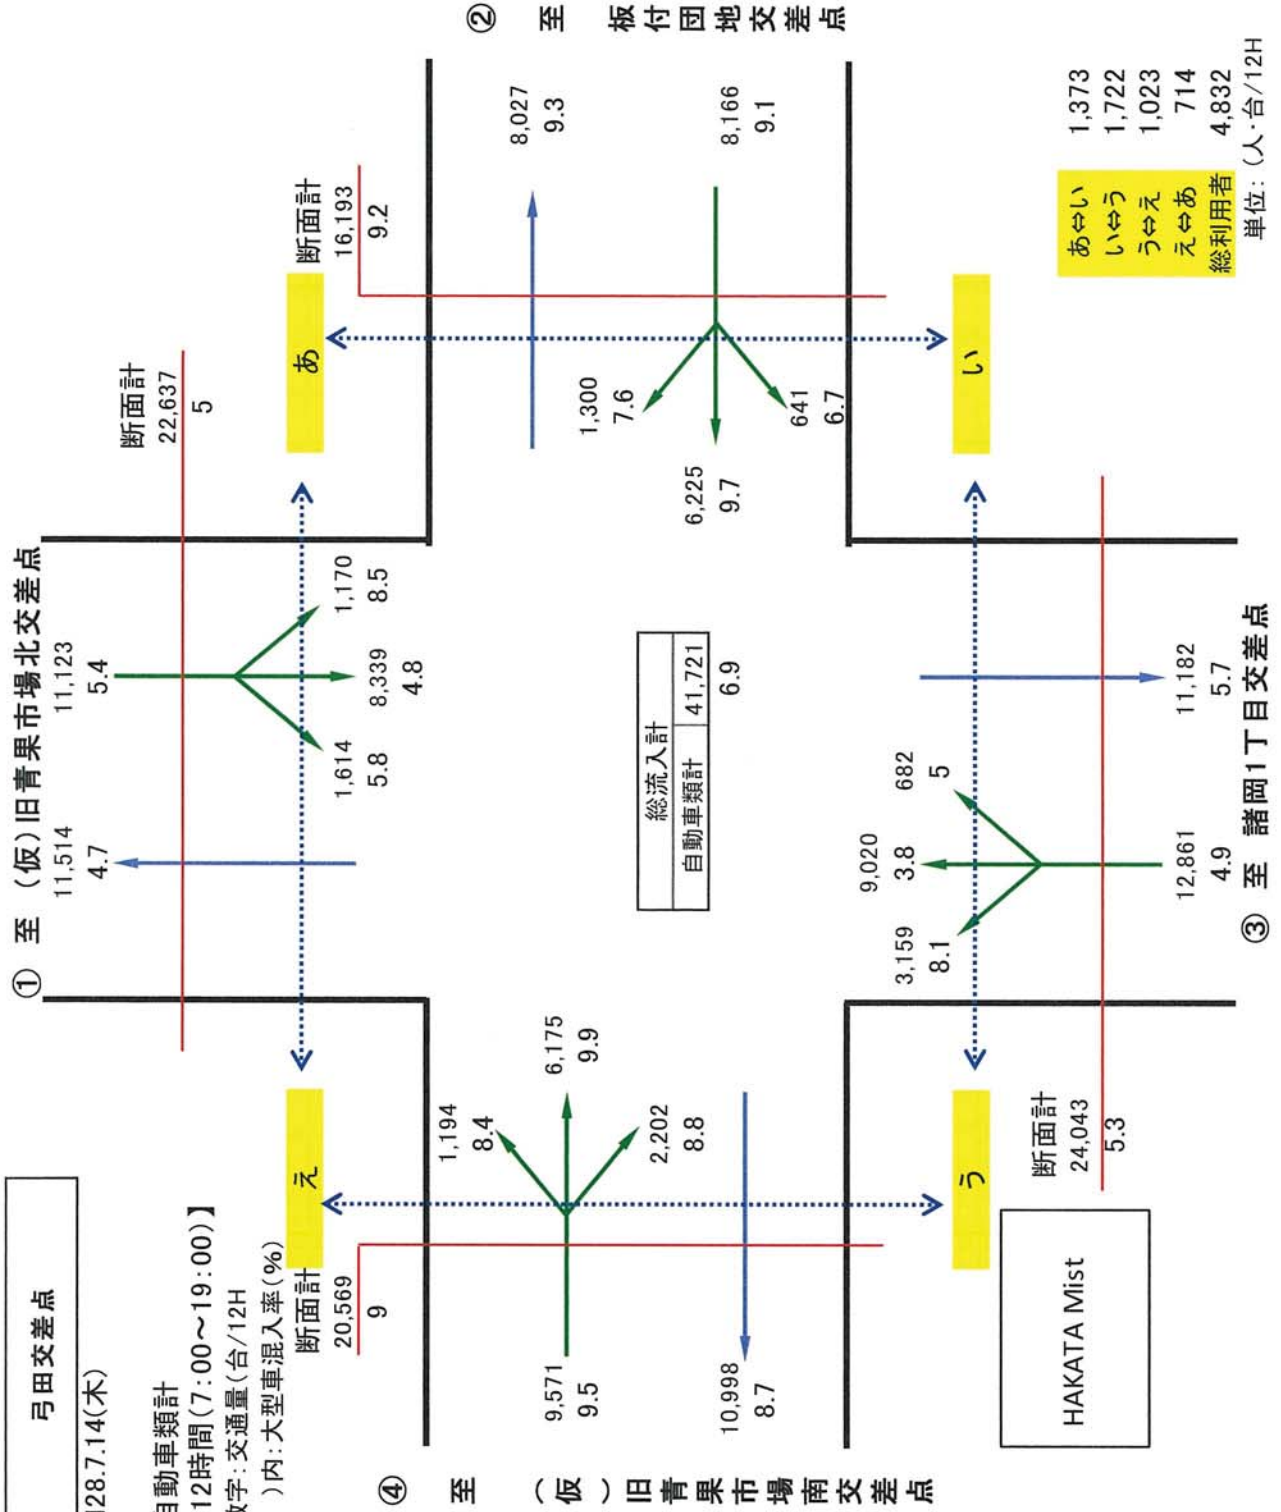 弓田交差点
H28.7.14(木)
自動車類計
12時間(7:00～19:00)】
数字:交通量(台/12H
)内:大型車混入率(%)
① 至 (仮)旧青果市場北交差点
11,514
4.7
11,123
5.4
断面計
22,637
5
1,614
5.8
8,339
4.8
1,170
8.5
え
あ
断面計
16,193
9.2
② 至 板付団地交差点
8,027
9.3
8,166
9.1
1,300
7.6
6,225
9.7
641
6.7
断面計
20,569
9
④ 至 (仮)旧青果市場南交差点
9,571
9.5
1,194
8.4
6,175
9.9
2,202
8.8
10,998
8.7
総流入計
自動車類計 41,721
6.9
う
い
3,159
8.1
9,020
3.8
682
5
12,861
4.9
11,182
5.7
断面計
24,043
5.3
③ 至 諸岡1丁目交差点
HAKATA Mist
あ⇔い 1,373
い⇔う 1,722
う⇔え 1,023
え⇔あ 714
総利用者 4,832
単位:(人・台/12H